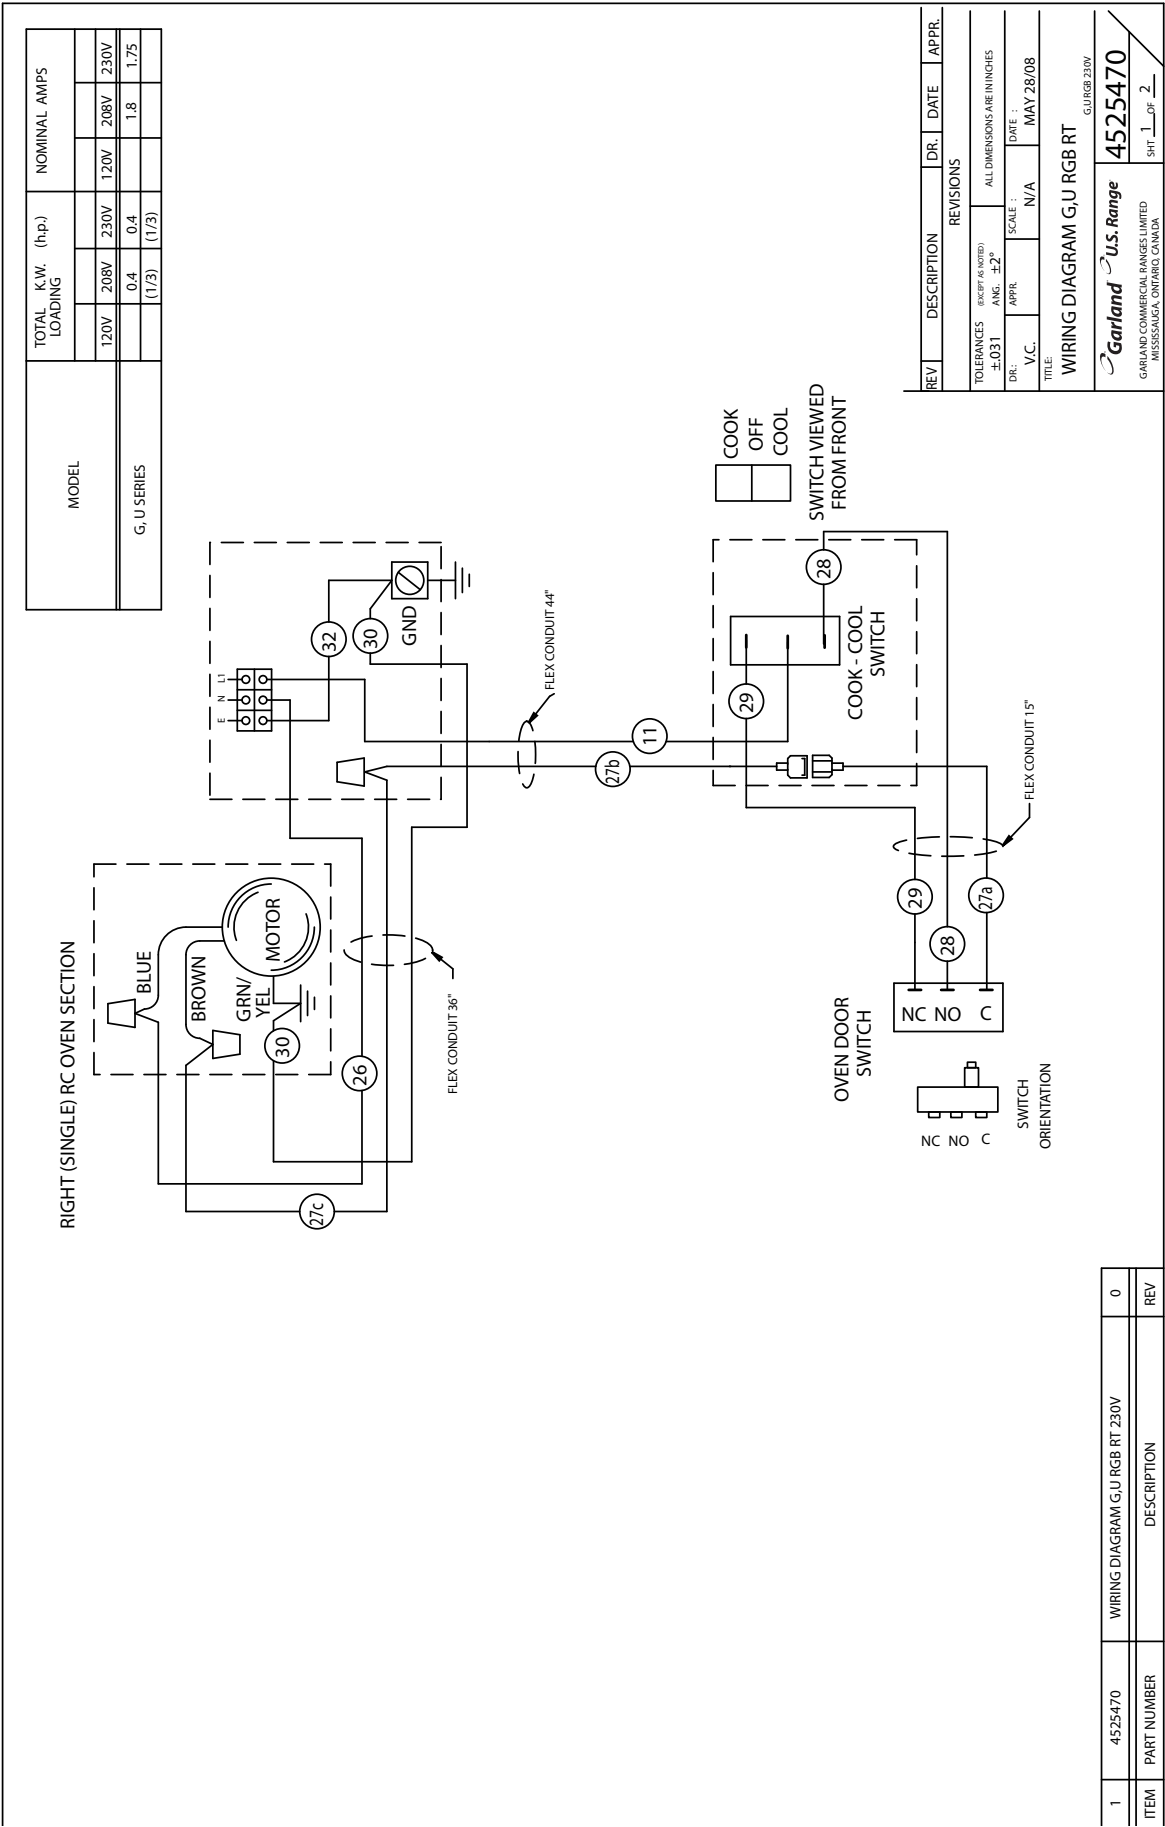 MODEL
TOTAL K.W. (h.p.)
LOADING
NOMINAL AMPS
120V 208V 230V 120V 208V 230V
G, U SERIES
0.4 0.4 1.8 1.75
(1/3) (1/3)
RIGHT (SINGLE) RC OVEN SECTION
BLUE
BROWN
GRN/
YEL
MOTOR
30
26
27c
FLEX CONDUIT 36"
E N L1
32
30
GND
FLEX CONDUIT 44"
11
27b
COOK
OFF
COOL
SWITCH VIEWED
FROM FRONT
28
29
COOK - COOL
SWITCH
FLEX CONDUIT 15"
29
28
27a
OVEN DOOR
SWITCH
NC NO C
NC NO C
SWITCH
ORIENTATION
REV DESCRIPTION DR. DATE APPR.
REVISIONS
TOLERANCES (EXCEPT AS NOTED)
±.031 ANG. ±2°
ALL DIMENSIONS ARE IN INCHES
DR.: V.C.
APPR.
SCALE : N/A
DATE : MAY 28/08
TITLE:
WIRING DIAGRAM G,U RGB RT
G,U RGB 230V
Garland U.S. Range
GARLAND COMMERCIAL RANGES LIMITED
MISSISSAUGA, ONTARIO, CANADA
4525470
SHT 1 OF 2
1 4525470 WIRING DIAGRAM G,U RGB RT 230V 0
ITEM PART NUMBER DESCRIPTION REV